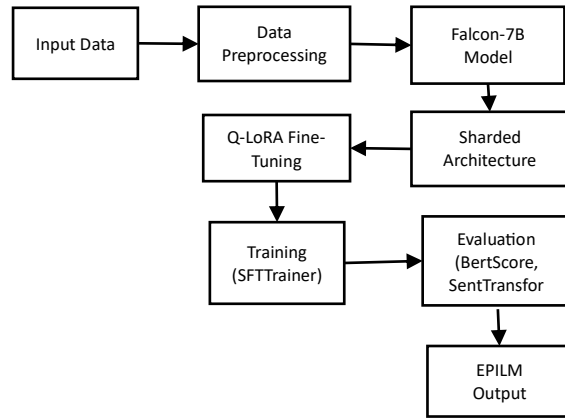 Input Data
Data
Preprocessing
Falcon-7B
Model
Sharded
Architecture
Q-LoRA Fine-
Tuning
Training
(SFTTrainer)
Evaluation
(BertScore,
SentTransfor
EPILM
Output